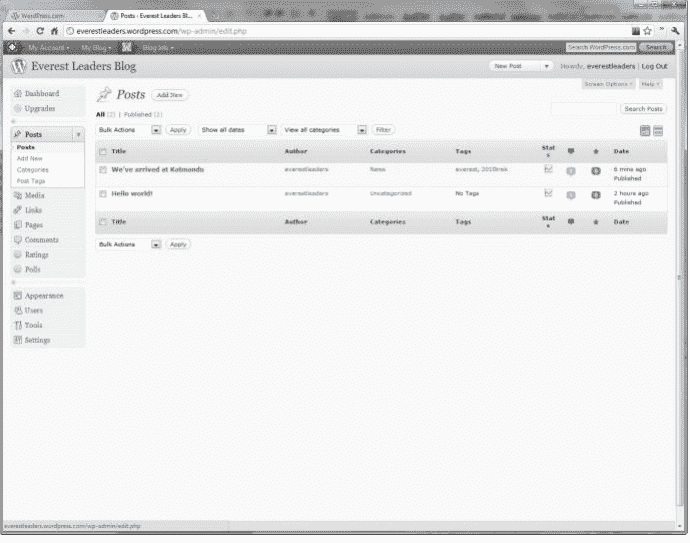 WordPress.com
Posts ‹ Everest Leaders Bl...
everestleaders.wordpress.com/wp-admin/edit.php
My Account
My Blog
Blog Info
Search WordPress.com
Search
Everest Leaders Blog
New Post
Howdy, everestleaders | Log Out
Screen Options
Help
Dashboard
Upgrades
Posts
Posts
Add New
Categories
Post Tags
Media
Links
Pages
Comments
Ratings
Polls
Appearance
Users
Tools
Settings
Posts
Add New
All (2) | Published (2)
Search Posts
Bulk Actions
Apply
Show all dates
View all categories
Filter
Title Author Categories Tags Stats Date
We've arrived at Katmandu everestleaders News everest, 6 mins ago
Published
Hello world! everestleaders Uncategorized No Tags 2 hours ago
Published
Title Author Categories Tags Stats Date
Bulk Actions
Apply
everestleaders.wordpress.com/wp-admin/edit.php